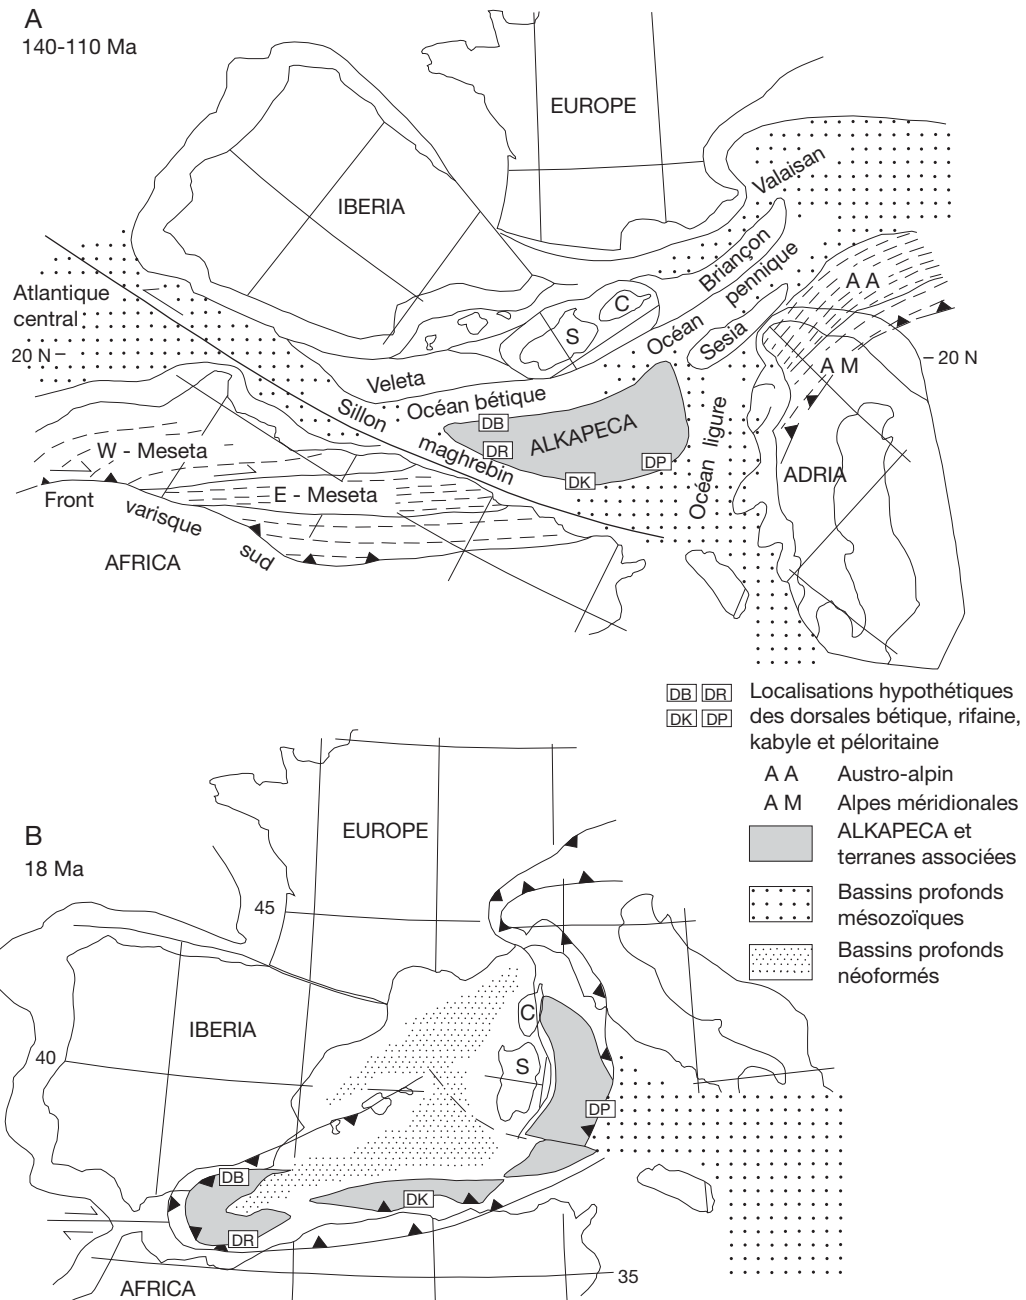 A
140-110 Ma
EUROPE
IBERIA
Valaisan
Briançon
Océan pennique
Sesia
A A
A M
Atlantique
central
20 N
20 N
C
S
Veleta
Océan bétique
Sillon maghrebin
DB
DR
ALKAPECA
DP
DK
Océan ligure
ADRIA
W - Meseta
E - Meseta
Front varisque sud
AFRICA
DB DR Localisations hypothétiques
DK DP des dorsales bétique, rifaine,
kabyle et péloritaine
A A Austro-alpin
A M Alpes méridionales
ALKAPECA et
terranes associées
Bassins profonds
mésozoïques
Bassins profonds
néoformés
B
18 Ma
EUROPE
45
IBERIA
40
C
S
DP
DB
DK
DR
35
AFRICA